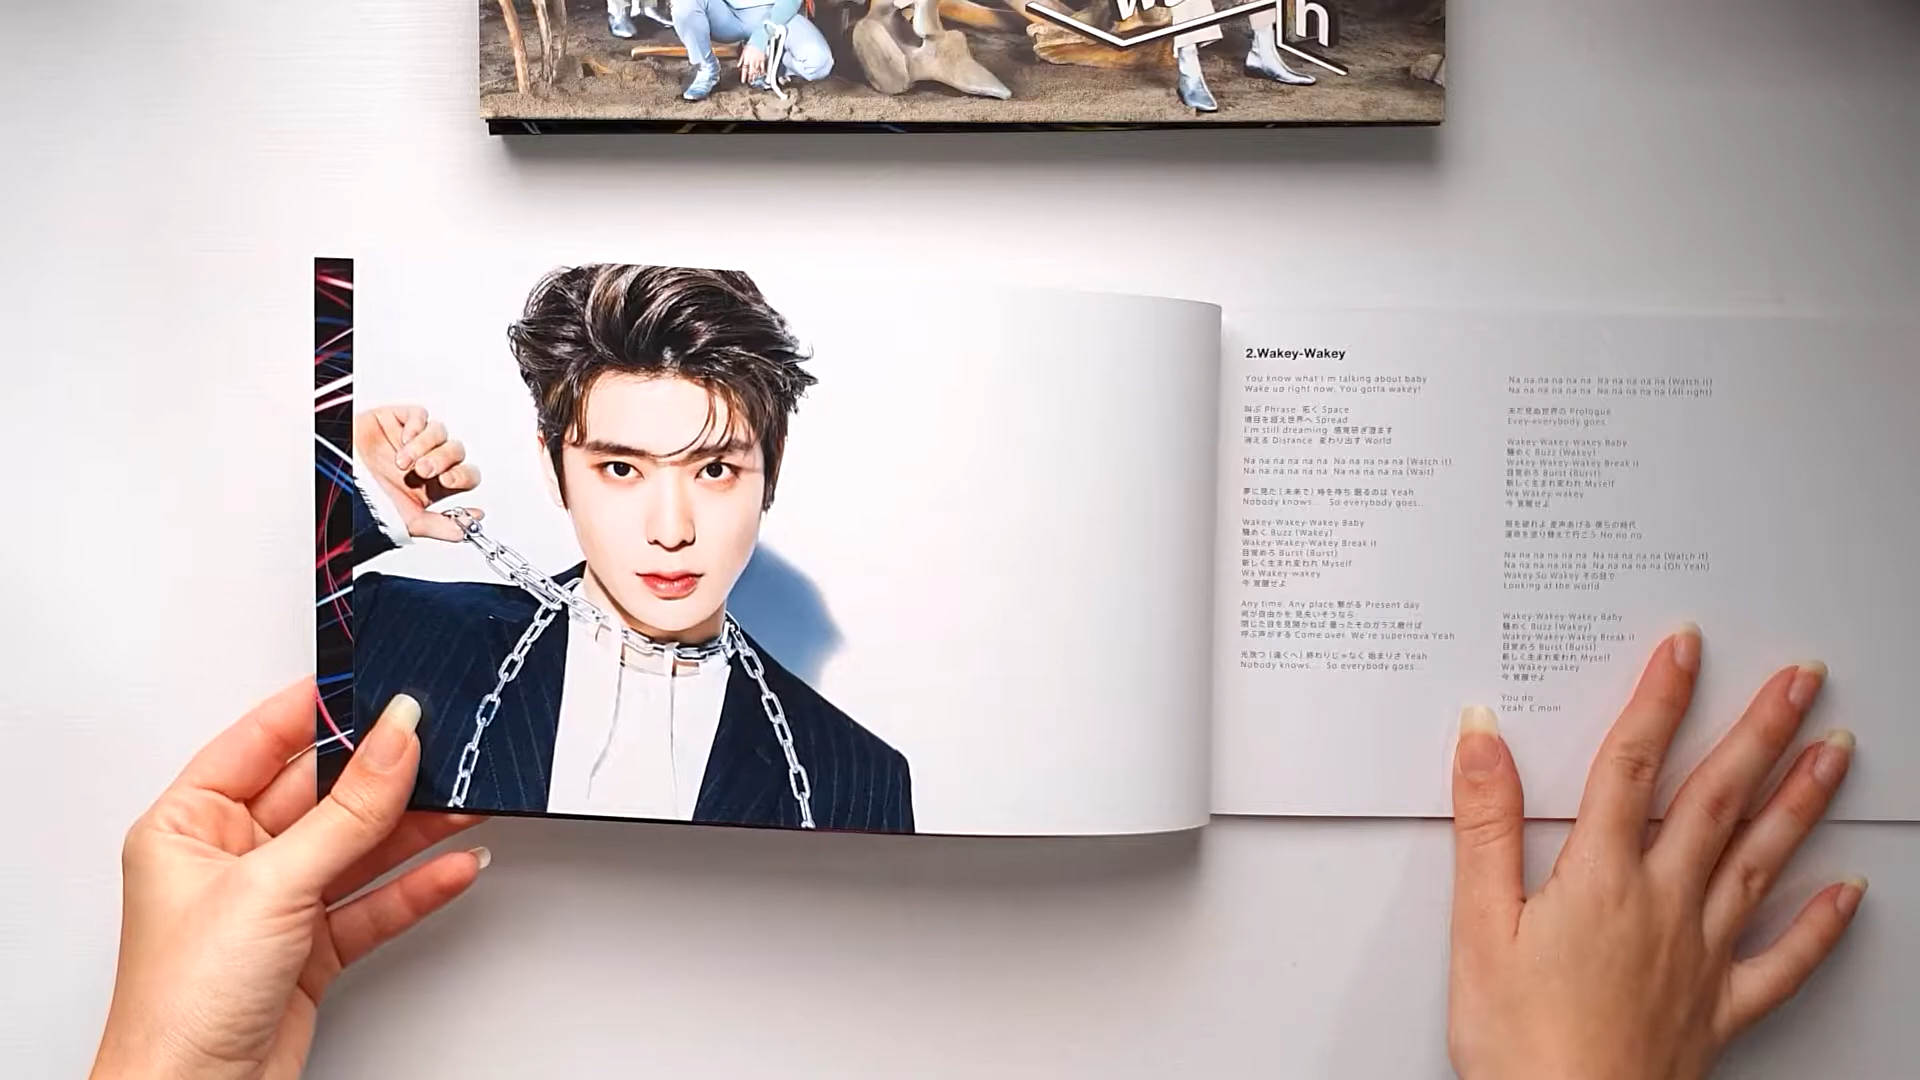 h
2.Wakey-Wakey
You know what I'm talking about baby
Wake up right now. You gotta wakey!
叫ぶ Phrase 拓く Space
境目を超え世界へ Spread
I'm still dreaming 感覚研ぎ澄ます
消える Distance 変わり出す World
Na na na na na na Na na na na na (Watch it)
Na na na na na na Na na na na na (Wait)
夢に見た (未来で) 時を待ち 眠るのは Yeah
Nobody knows... So everybody goes...
Wakey-Wakey-Wakey Baby
騒めく Buzz (Wakey)
Wakey-Wakey-Wakey Break it
目覚めろ Burst (Burst)
新しく生まれ変われ Myself
Wa Wakey-wakey
今 覚醒せよ
Any time, Any place 繋がる Present day
何が自由かを 見失いそうなら
閉じた目を見開かねば 曇ったそのガラス磨けば
呼ぶ声がする Come over. We're supernova Yeah
光放つ (遠くへ) 終わりじゃなく 始まりさ Yeah
Nobody knows... So everybody goes...
Na na na na na na Na na na na na (Watch it)
Na na na na na na Na na na na na (All right)
未だ見ぬ世界の Prologue
Evey-everybody goes...
Wakey-Wakey-Wakey Baby
騒めく Buzz (Wakey)
Wakey-Wakey-Wakey Break it
目覚めろ Burst (Burst)
新しく生まれ変われ Myself
Wa Wakey-wakey
今 覚醒せよ
殻を破れよ 産声あげる 僕らの時代
運命を塗り替えて行こう No no no
Na na na na na na Na na na na na (Watch it)
Na na na na na na Na na na na na (Oh Yeah)
Wakey So Wakey その目で
Looking at the world
Wakey-Wakey-Wakey Baby
騒めく Buzz (Wakey)
Wakey-Wakey-Wakey Break it
目覚めろ Burst (Burst)
新しく生まれ変われ Myself
Wa Wakey-wakey
今 覚醒せよ
You do
Yeah C'mon!